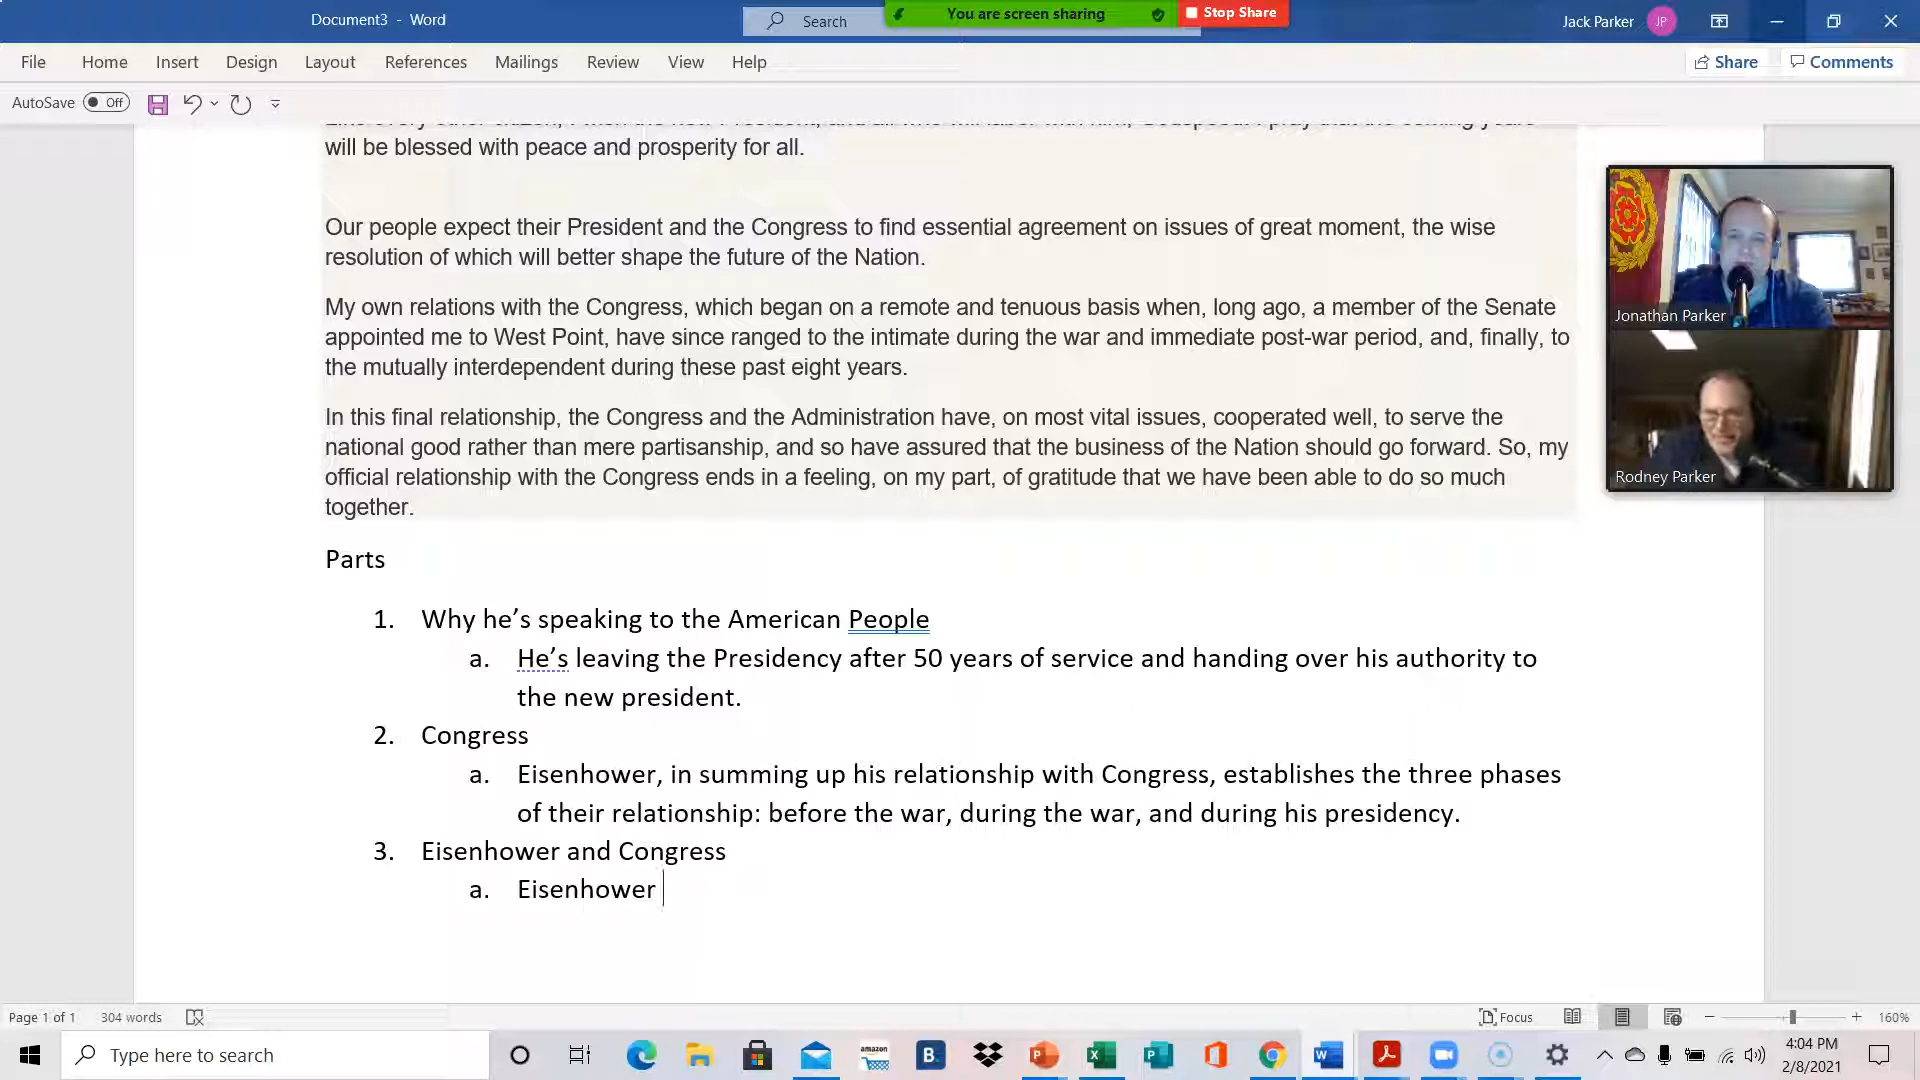 Document3 - Word
Search
You are screen sharing
Stop Share
Jack Parker
JP
File Home Insert Design Layout References Mailings Review View Help
Share
Comments
AutoSave Off
will be blessed with peace and prosperity for all.
Our people expect their President and the Congress to find essential agreement on issues of great moment, the wise
resolution of which will better shape the future of the Nation.
My own relations with the Congress, which began on a remote and tenuous basis when, long ago, a member of the Senate
appointed me to West Point, have since ranged to the intimate during the war and immediate post-war period, and, finally, to
the mutually interdependent during these past eight years.
In this final relationship, the Congress and the Administration have, on most vital issues, cooperated well, to serve the
national good rather than mere partisanship, and so have assured that the business of the Nation should go forward. So, my
official relationship with the Congress ends in a feeling, on my part, of gratitude that we have been able to do so much
together.
Jonathan Parker
Rodney Parker
Parts
1. Why he's speaking to the American People
a. He's leaving the Presidency after 50 years of service and handing over his authority to
the new president.
2. Congress
a. Eisenhower, in summing up his relationship with Congress, establishes the three phases
of their relationship: before the war, during the war, and during his presidency.
3. Eisenhower and Congress
a. Eisenhower
Page 1 of 1 304 words
Focus
160%
Type here to search
amazon
B.
4:04 PM
2/8/2021